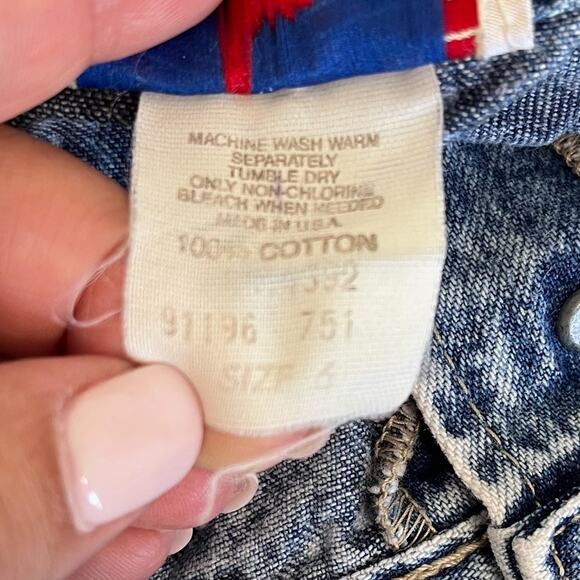 MACHINE WASH WARM
SEPARATELY
TUMBLE DRY
ONLY NON-CHLORINE
BLEACH WHEN NEEDED
MADE IN U.S.A.
100% COTTON
91196 751
SIZE 6